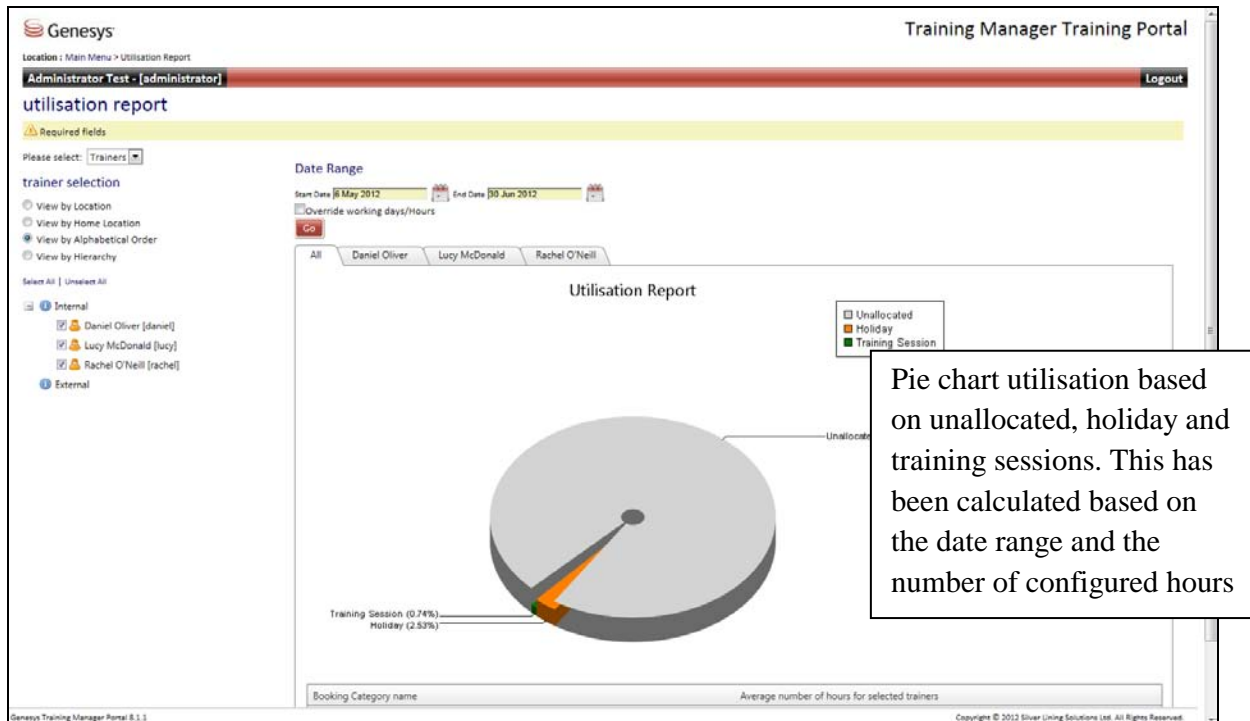 Genesys
Training Manager Training Portal
Location : Main Menu > Utilisation Report
Administrator Test - [administrator]
Logout
utilisation report
Required fields
Please select: Trainers
trainer selection
View by Location
View by Home Location
View by Alphabetical Order
View by Hierarchy
Select All | Unselect All
Internal
Daniel Oliver [daniel]
Lucy McDonald [lucy]
Rachel O'Neill [rachel]
External
Date Range
Start Date 6 May 2012 End Date 30 Jun 2012
Override working days/Hours
Go
All Daniel Oliver Lucy McDonald Rachel O'Neill
Utilisation Report
Unallocated
Holiday
Training Session
Unallocate
Pie chart utilisation based
on unallocated, holiday and
training sessions. This has
been calculated based on
the date range and the
number of configured hours
Training Session (0.74%)
Holiday (2.53%)
Booking Category name Average number of hours for selected trainers
Genesys Training Manager Portal 8.1.1
Copyright © 2012 Silver Lining Solutions Ltd. All Rights Reserved.